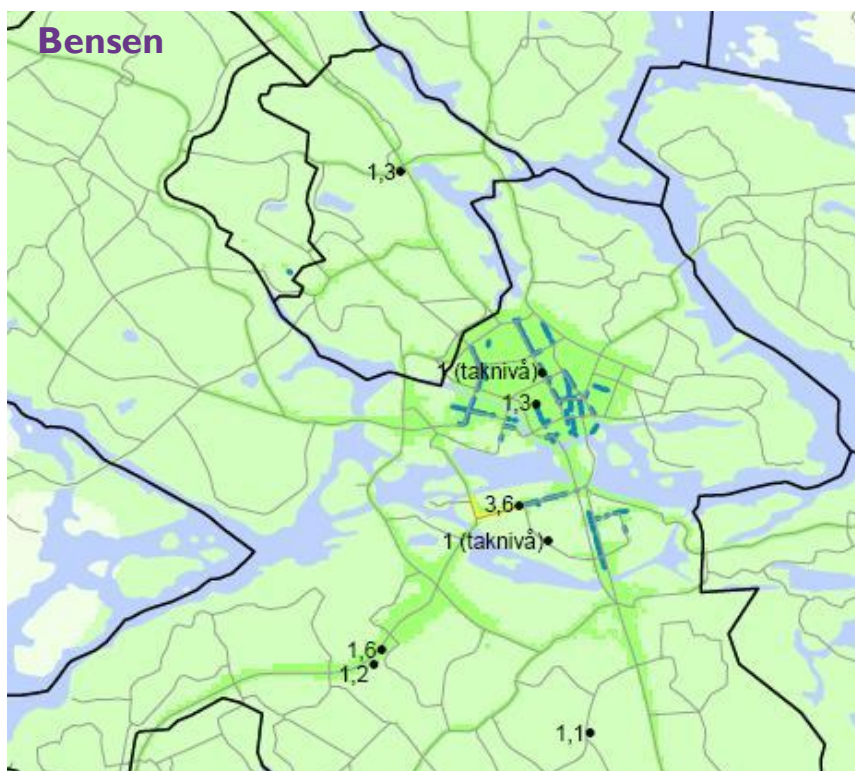 Bensen
1,3
1 (taknivå)
1,3
3,6
1 (taknivå)
1,6
1,2
1,1